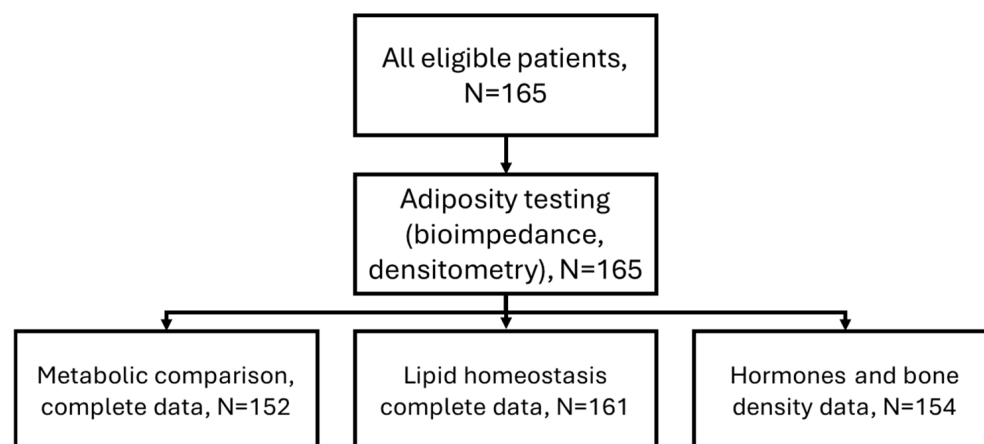 All eligible patients,
N=165
Adiposity testing
(bioimpedance,
densitometry), N=165
Metabolic comparison,
complete data, N=152
Lipid homeostasis
complete data, N=161
Hormones and bone
density data, N=154